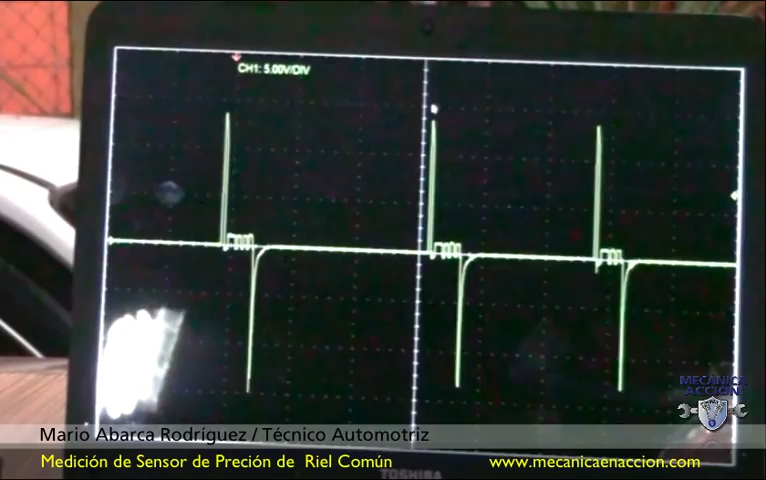 CH1: 5.00V/DIV
MECANICA
ACCION
Mario Abarca Rodríguez / Técnico Automotriz
Medición de Sensor de Preción de Riel Común
www.mecanicaenaccion.com
TOSHIBA